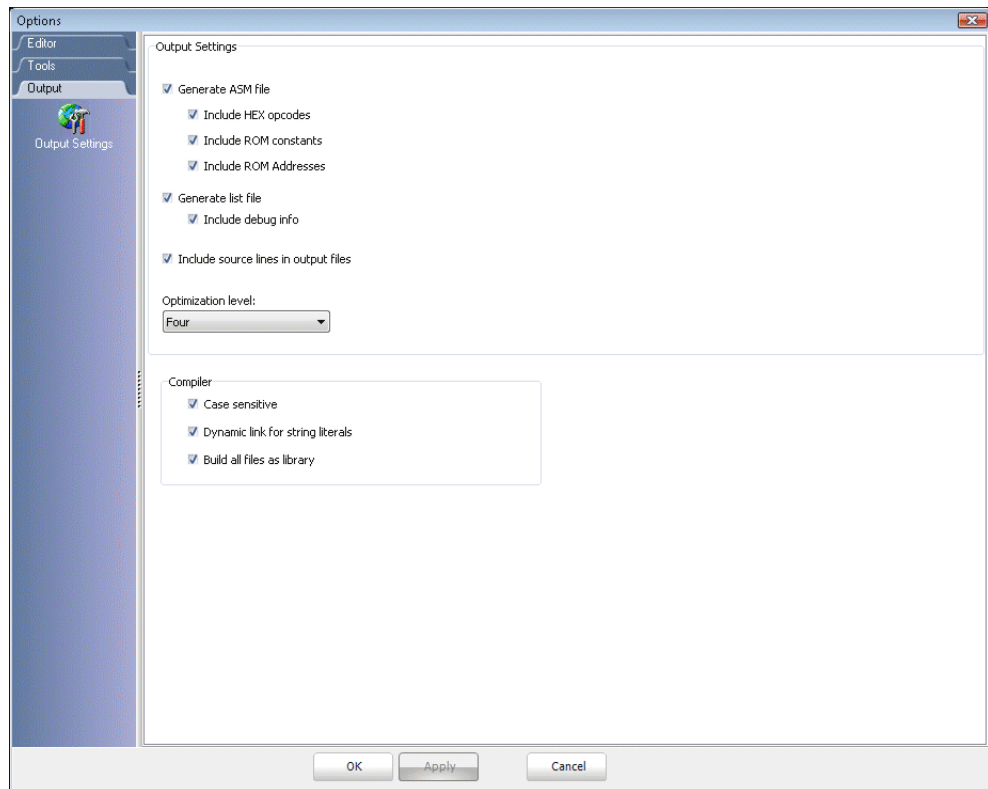 Options
Editor
Tools
Output
Output Settings
Output Settings
Generate ASM file
Include HEX opcodes
Include ROM constants
Include ROM Addresses
Generate list file
Include debug info
Include source lines in output files
Optimization level:
Four
Compiler
Case sensitive
Dynamic link for string literals
Build all files as library
OK
Apply
Cancel